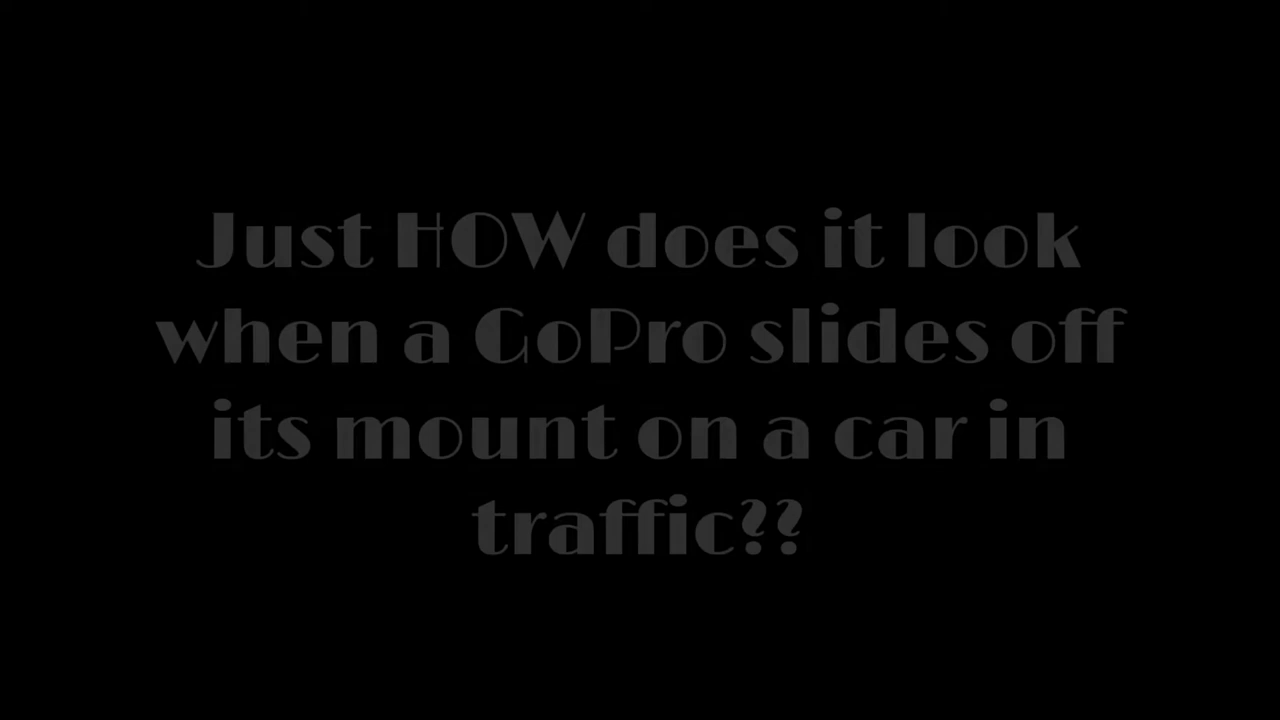 Just HOW does it look
when a GoPro slides off
its mount on a car in
traffic??